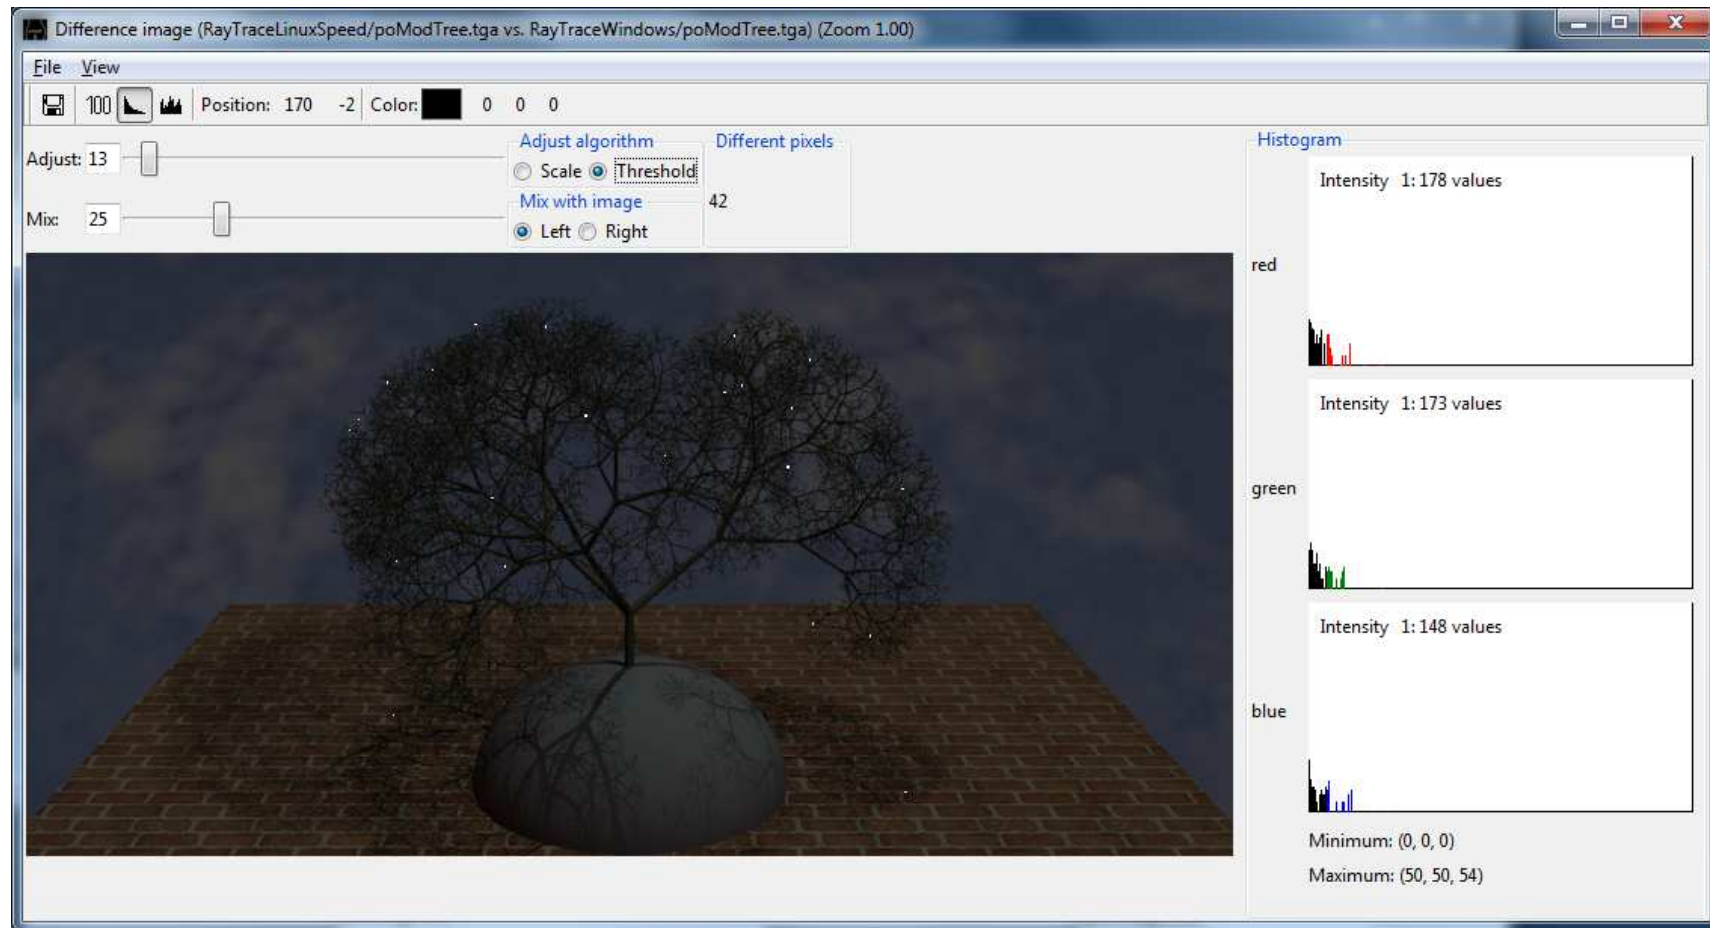 Difference image (RayTraceLinuxSpeed/poModTree.tga vs. RayTraceWindows/poModTree.tga) (Zoom 1.00)
File View
100 Position: 170 -2 Color: 0 0 0
Adjust: 13
Mix: 25
Adjust algorithm
Scale Threshold
Mix with image
Left Right
Different pixels
42
Histogram
red
Intensity 1: 178 values
green
Intensity 1: 173 values
blue
Intensity 1: 148 values
Minimum: (0, 0, 0)
Maximum: (50, 50, 54)